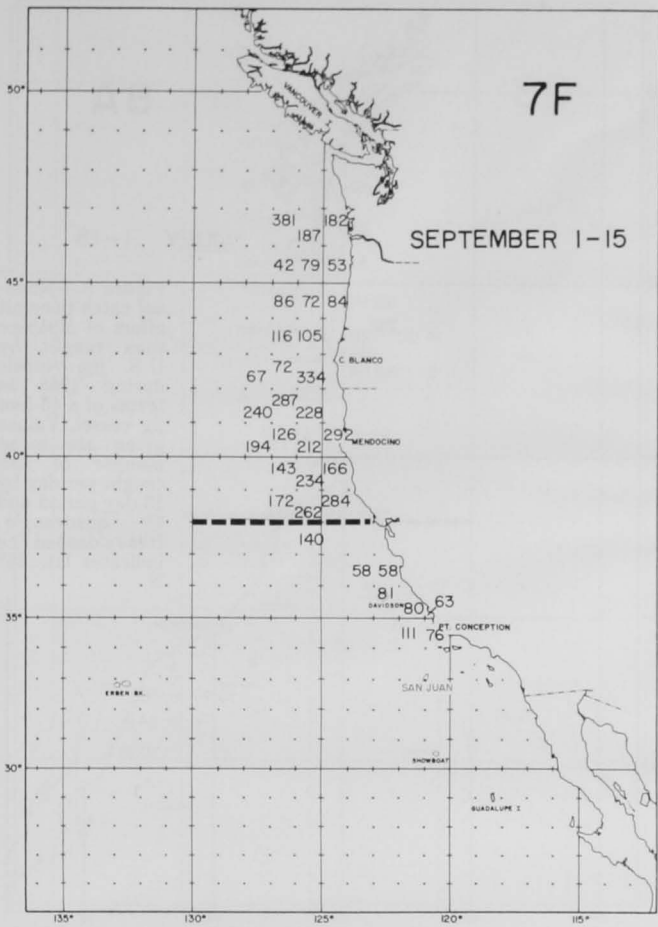 7F
50°
VANCOUVER I.
381 182
187
SEPTEMBER 1-15
42 79 53
45°
86 72 84
116 105
C. BLANCO
72
67 334
287
240 228
126 292
MENDOCINO
194 212
40°
143 166
234
172 284
262
140
58 58
81
DAVIDSON
80 63
35°
PT. CONCEPTION
111 76
SAN JUAN
ERBEN BK.
SHOWBOAT
30°
GUADALUPE I.
135° 130° 125° 120° 115°